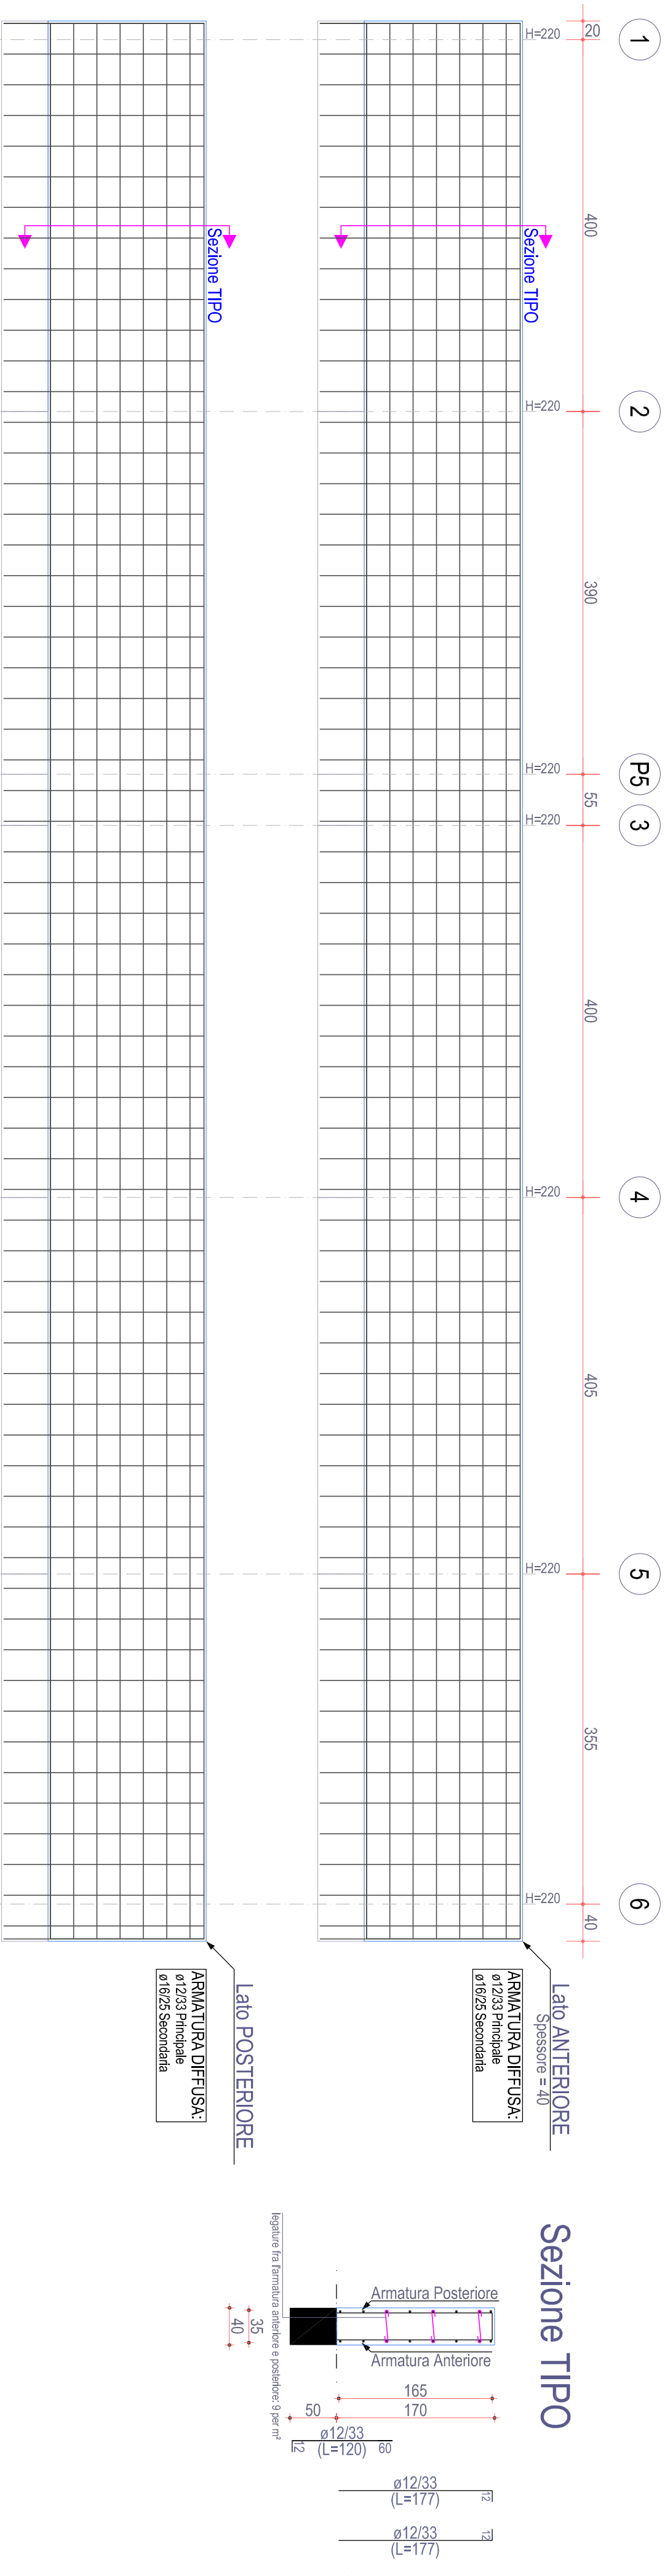 1
2
P5
3
4
5
6
20
400
390
55
400
405
355
40
H=220
H=220
H=220
H=220
H=220
H=220
H=220
Sezione TIPO
Lato ANTERIORE
Spessore = 40
ARMATURA DIFFUSA:
ø12/33 Principale
ø16/25 Secondaria
Sezione TIPO
Lato POSTERIORE
ARMATURA DIFFUSA:
ø12/33 Principale
ø16/25 Secondaria
Sezione TIPO
Armatura Posteriore
Armatura Anteriore
legature fra l'armatura anteriore e posteriore: 9 per m²
35
40
165
50
170
ø12/33
12
(L=120)
60
ø12/33
12
(L=177)
ø12/33
12
(L=177)